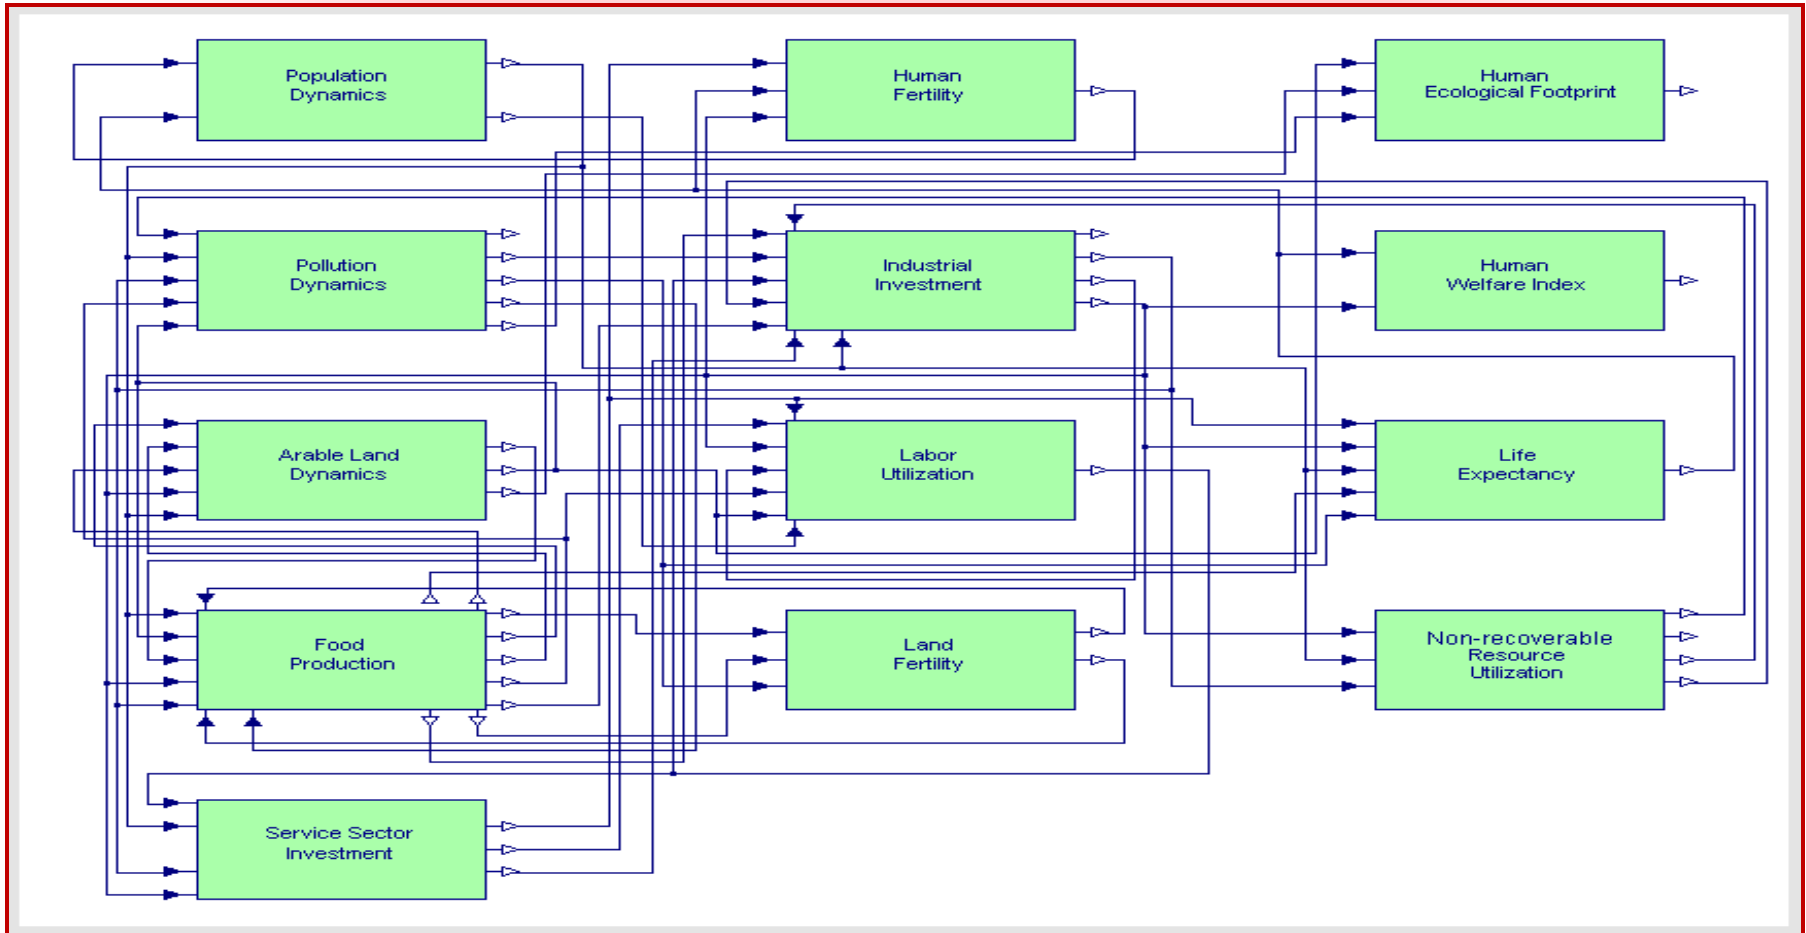 Population
Dynamics
Human
Fertility
Human
Ecological Footprint
Pollution
Dynamics
Industrial
Investment
Human
Welfare Index
Arable Land
Dynamics
Labor
Utilization
Life
Expectancy
Food
Production
Land
Fertility
Non-recoverable
Resource
Utilization
Service Sector
Investment